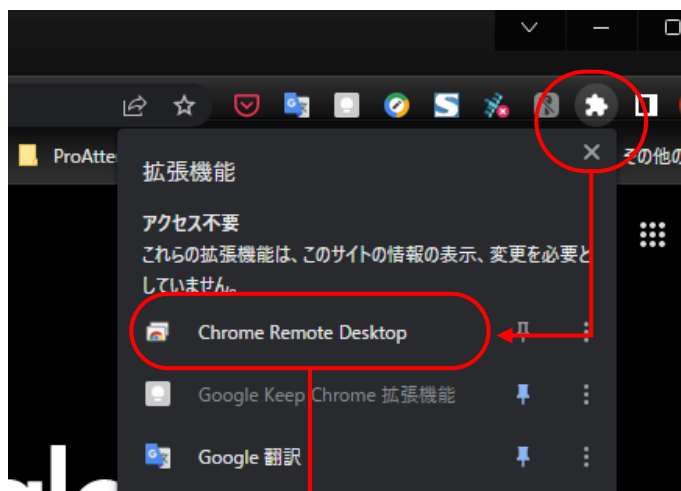 ProAtte
その他の
拡張機能
アクセス不要
これらの拡張機能は、このサイトの情報の表示、変更を必要と
していません。
Chrome Remote Desktop
Google Keep Chrome 拡張機能
Google 翻訳